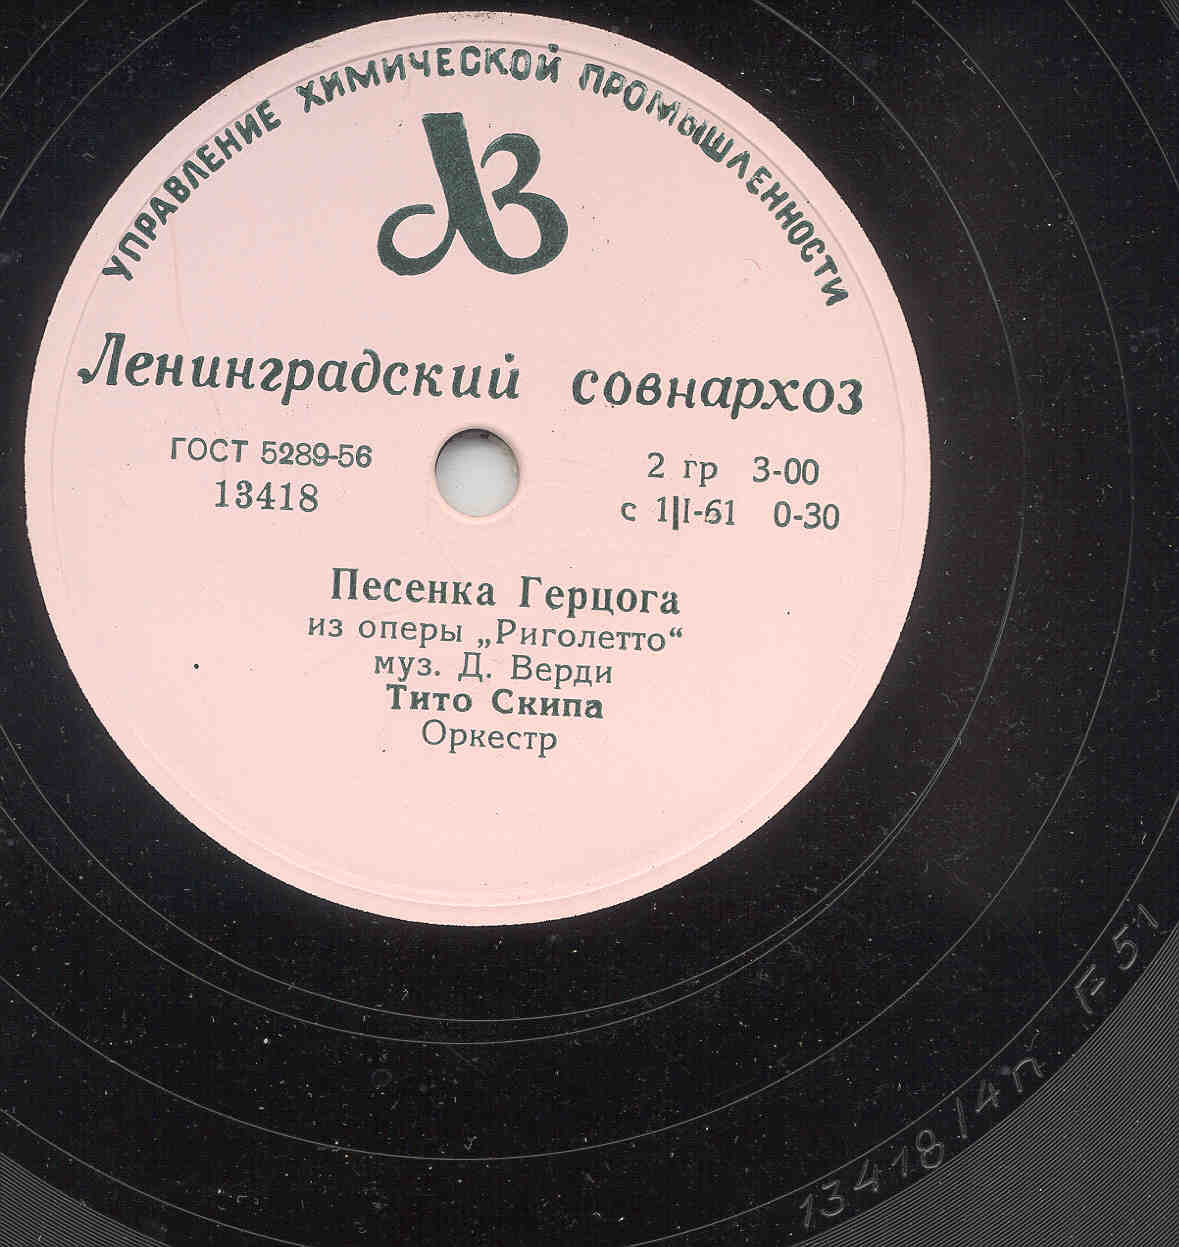 УПРАВЛЕНИЕ ХИМИЧЕСКОЙ ПРОМЫШЛЕННОСТИ
ЛЗ
Ленинградский совнархоз
ГОСТ 5289-56
13418
2 гр 3-00
с 1|I-61 0-30
Песенка Герцога
из оперы „Риголетто“
муз. Д. Верди
Тито Скипа
Оркестр
13418/4п F 51